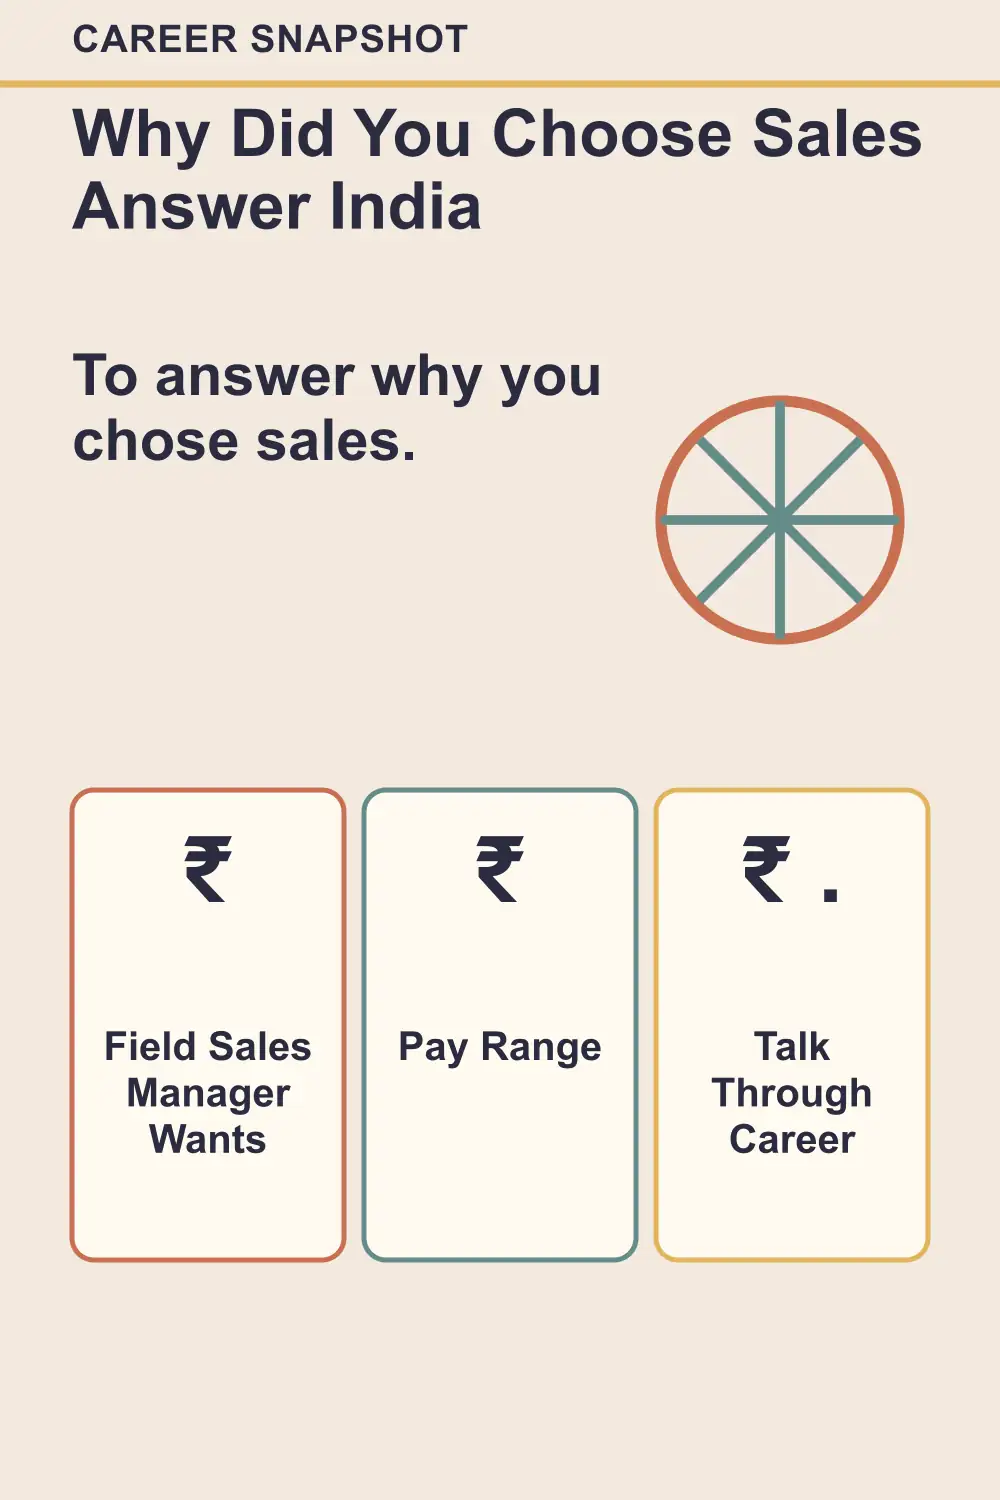 CAREER SNAPSHOT
Why Did You Choose Sales
Answer India
To answer why you
chose sales.
₹
Field Sales
Manager
Wants
₹
Pay Range
₹ .
Talk
Through
Career